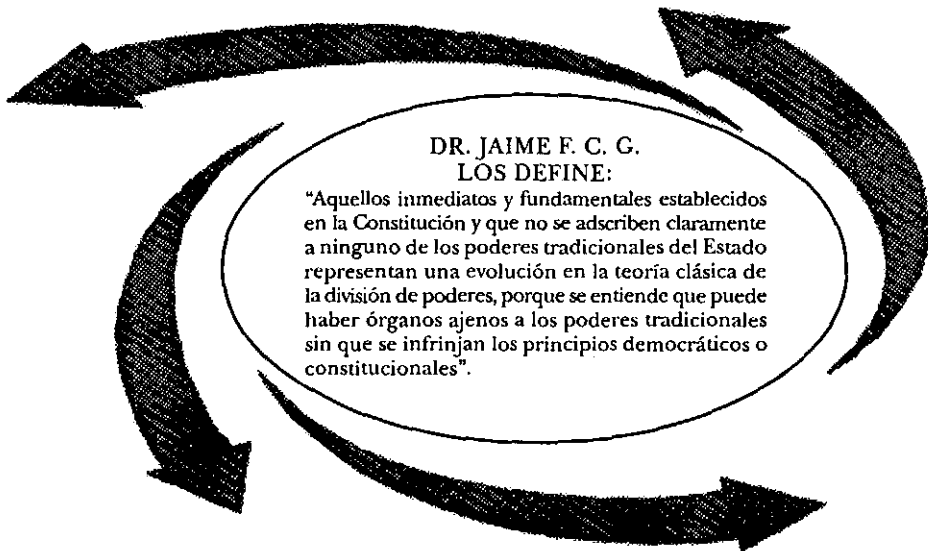 DR. JAIME F. C. G.
LOS DEFINE:
"Aquellos inmediatos y fundamentales establecidos
en la Constitución y que no se adscriben claramente
a ninguno de los poderes tradicionales del Estado
representan una evolución en la teoría clásica de
la división de poderes, porque se entiende que puede
haber órganos ajenos a los poderes tradicionales
sin que se infrinjan los principios democráticos o
constitucionales".